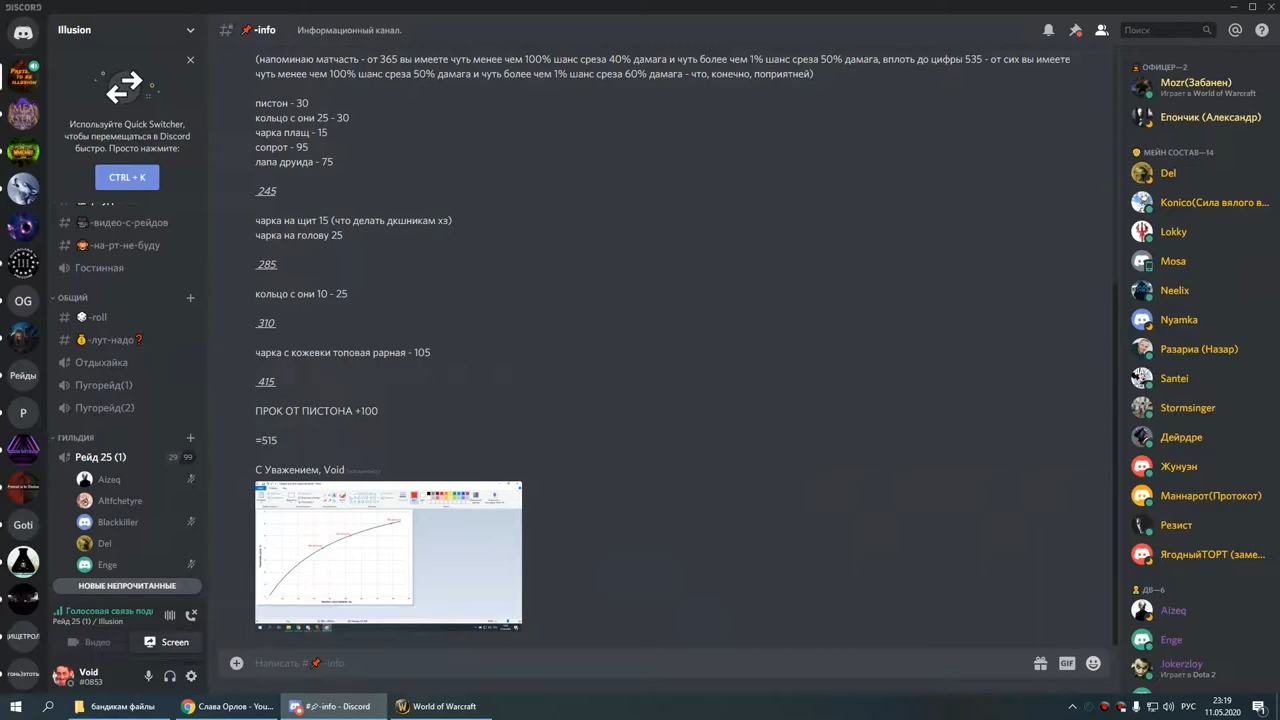 DISCORD
Illusion
📌-info
Информационный канал.
Поиск
Используйте Quick Switcher,
чтобы перемещаться в Discord
быстро. Просто нажмите:
CTRL + K
-видео-с-рейдов
-на-рт-не-буду
Гостинная
ОБЩИЙ
-roll
-лут-надо❓
Отдыхайка
Пугорейд(1)
Пугорейд(2)
ГИЛЬДИЯ
Рейд 25 (1)
29 99
Aizeq
Altfchetyre
Blackkiller
Del
Enge
НОВЫЕ НЕПРОЧИТАННЫЕ
Голосовая связь подк
Рейд 25 (1) / Illusion
Видео
Screen
Void
#0853
OG
Рейды
P
Goti
(напоминаю матчасть - от 365 вы имеете чуть менее чем 100% шанс среза 40% дамага и чуть более чем 1% шанс среза 50% дамага, вплоть до цифры 535 - от сих вы имеете
чуть менее чем 100% шанс среза 50% дамага и чуть более чем 1% шанс среза 60% дамага - что, конечно, поприятней)
пистон - 30
кольцо с они 25 - 30
чарка плащ - 15
сопрот - 95
лапа друида - 75
245
чарка на щит 15 (что делать дкшникам хз)
чарка на голову 25
285
кольцо с они 10 - 25
310
чарка с кожевки топовая рарная - 105
415
ПРОК ОТ ПИСТОНА +100
=515
С Уважением, Void
Написать #📌-info
GIF
ОФИЦЕР—2
Mozr(Забанен)
Играет в World of Warcraft
Епончик (Александр)
МЕЙН СОСТАВ—14
Del
Konico(Сила вялого в...
Lokky
Mosa
Neelix
Nyamka
Разариа (Назар)
Santei
Stormsinger
Дейрдре
Жунуэн
Мангуст(Протокот)
Резист
ЯгодныйТОРТ (заме...
ДВ—6
Aizeq
Enge
Jokerzloy
Играет в Dota 2
бандикам файлы
Слава Орлов - You...
-info - Discord
World of Warcraft
РУС
23:19
11.05.2020